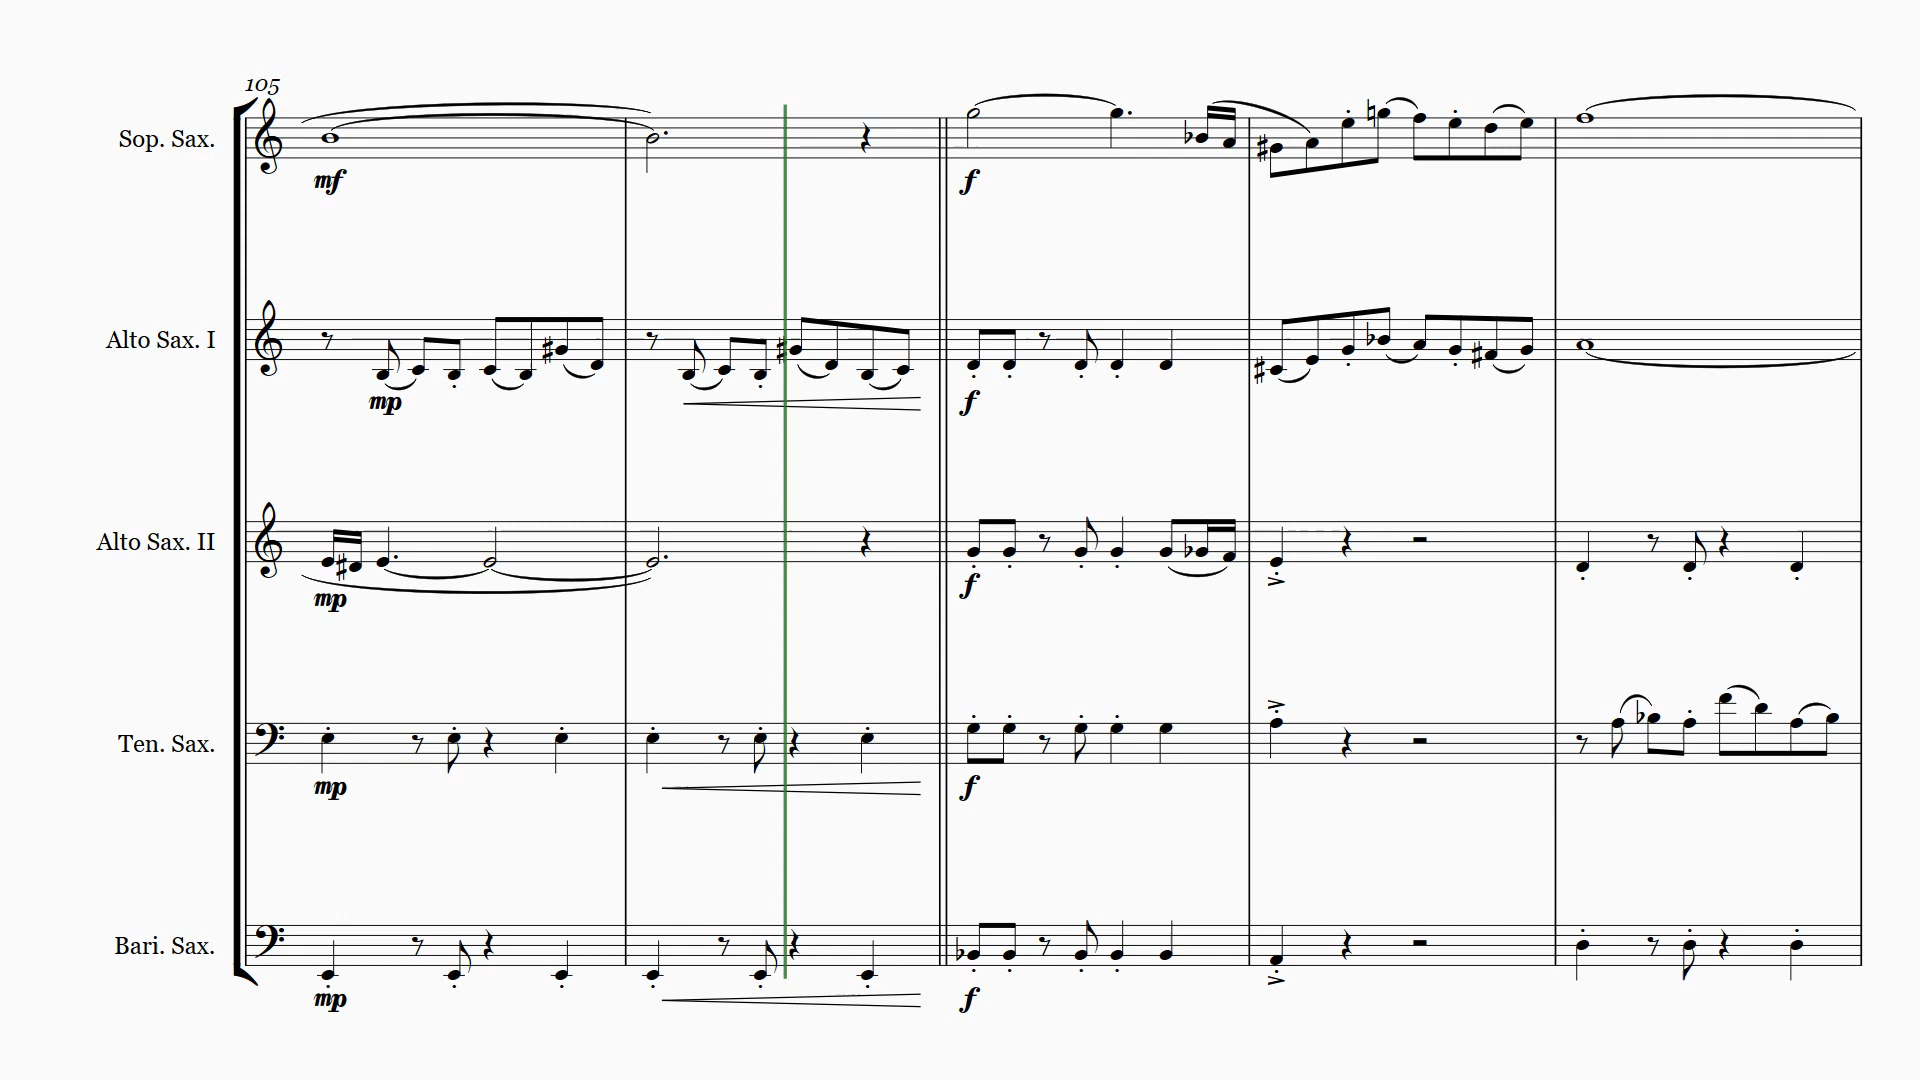 105
Sop. Sax.
mf f
Alto Sax. I
mp f
Alto Sax. II
mp f
Ten. Sax.
mp f
Bari. Sax.
mp f